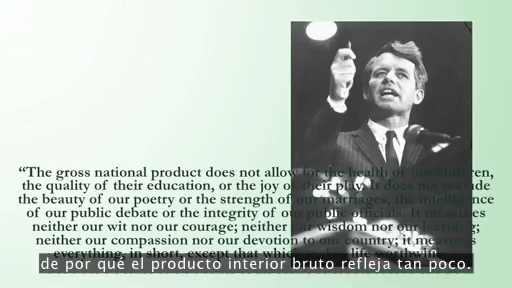 “The gross national product does not allow for the health of our children,
the quality of their education, or the joy of their play. It does not include
the beauty of our poetry or the strength of our marriages; the intelligence
of our public debate or the integrity of our public officials. It measures
neither our wit nor our courage; neither our wisdom nor our learning;
neither our compassion nor our devotion to our country; it measures
everything, in short, except that which makes life worthwhile.
de por qué el producto interior bruto refleja tan poco.